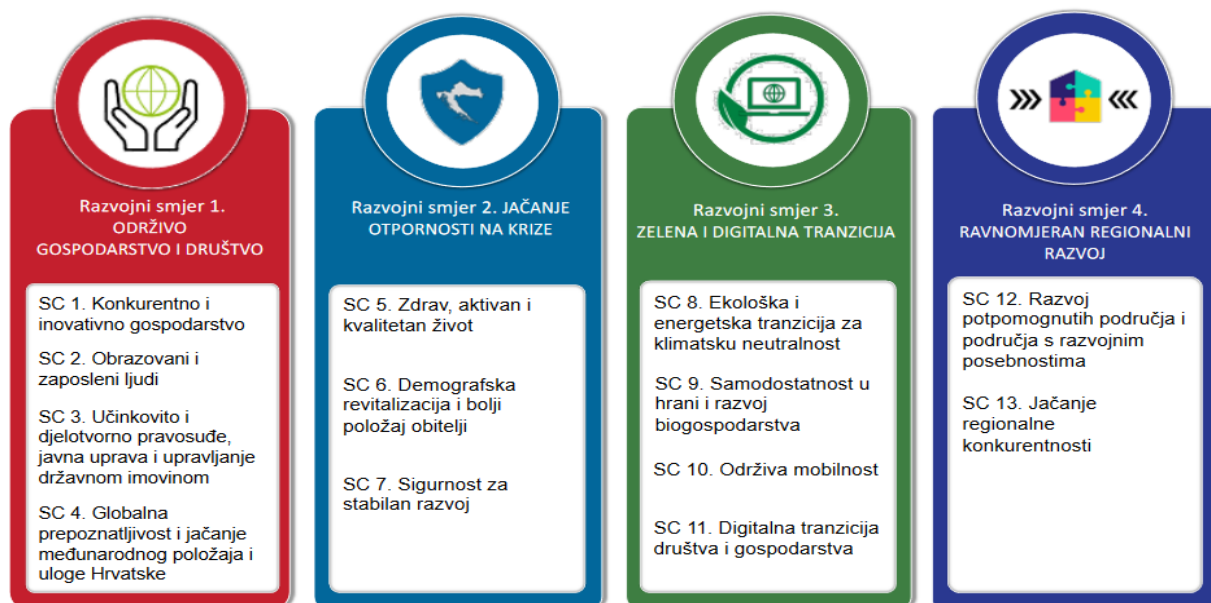 Razvojni smjer 1.
ODRŽIVO
GOSPODARSTVO I DRUŠTVO
SC 1. Konkurentno i
inovativno gospodarstvo
SC 2. Obrazovani i
zaposleni ljudi
SC 3. Učinkovito i
djelotvorno pravosuđe,
javna uprava i upravljanje
državnom imovinom
SC 4. Globalna
prepoznatljivost i jačanje
međunarodnog položaja i
uloge Hrvatske
Razvojni smjer 2. JAČANJE
OTPORNOSTI NA KRIZE
SC 5. Zdrav, aktivan i
kvalitetan život
SC 6. Demografska
revitalizacija i bolji
položaj obitelji
SC 7. Sigurnost za
stabilan razvoj
Razvojni smjer 3.
ZELENA I DIGITALNA TRANZICIJA
SC 8. Ekološka i
energetska tranzicija za
klimatsku neutralnost
SC 9. Samodostatnost u
hrani i razvoj
biogospodarstva
SC 10. Održiva mobilnost
SC 11. Digitalna tranzicija
društva i gospodarstva
Razvojni smjer 4.
RAVNOMJERAN REGIONALNI
RAZVOJ
SC 12. Razvoj
potpomognutih područja i
područja s razvojnim
posebnostima
SC 13. Jačanje
regionalne
konkurentnosti